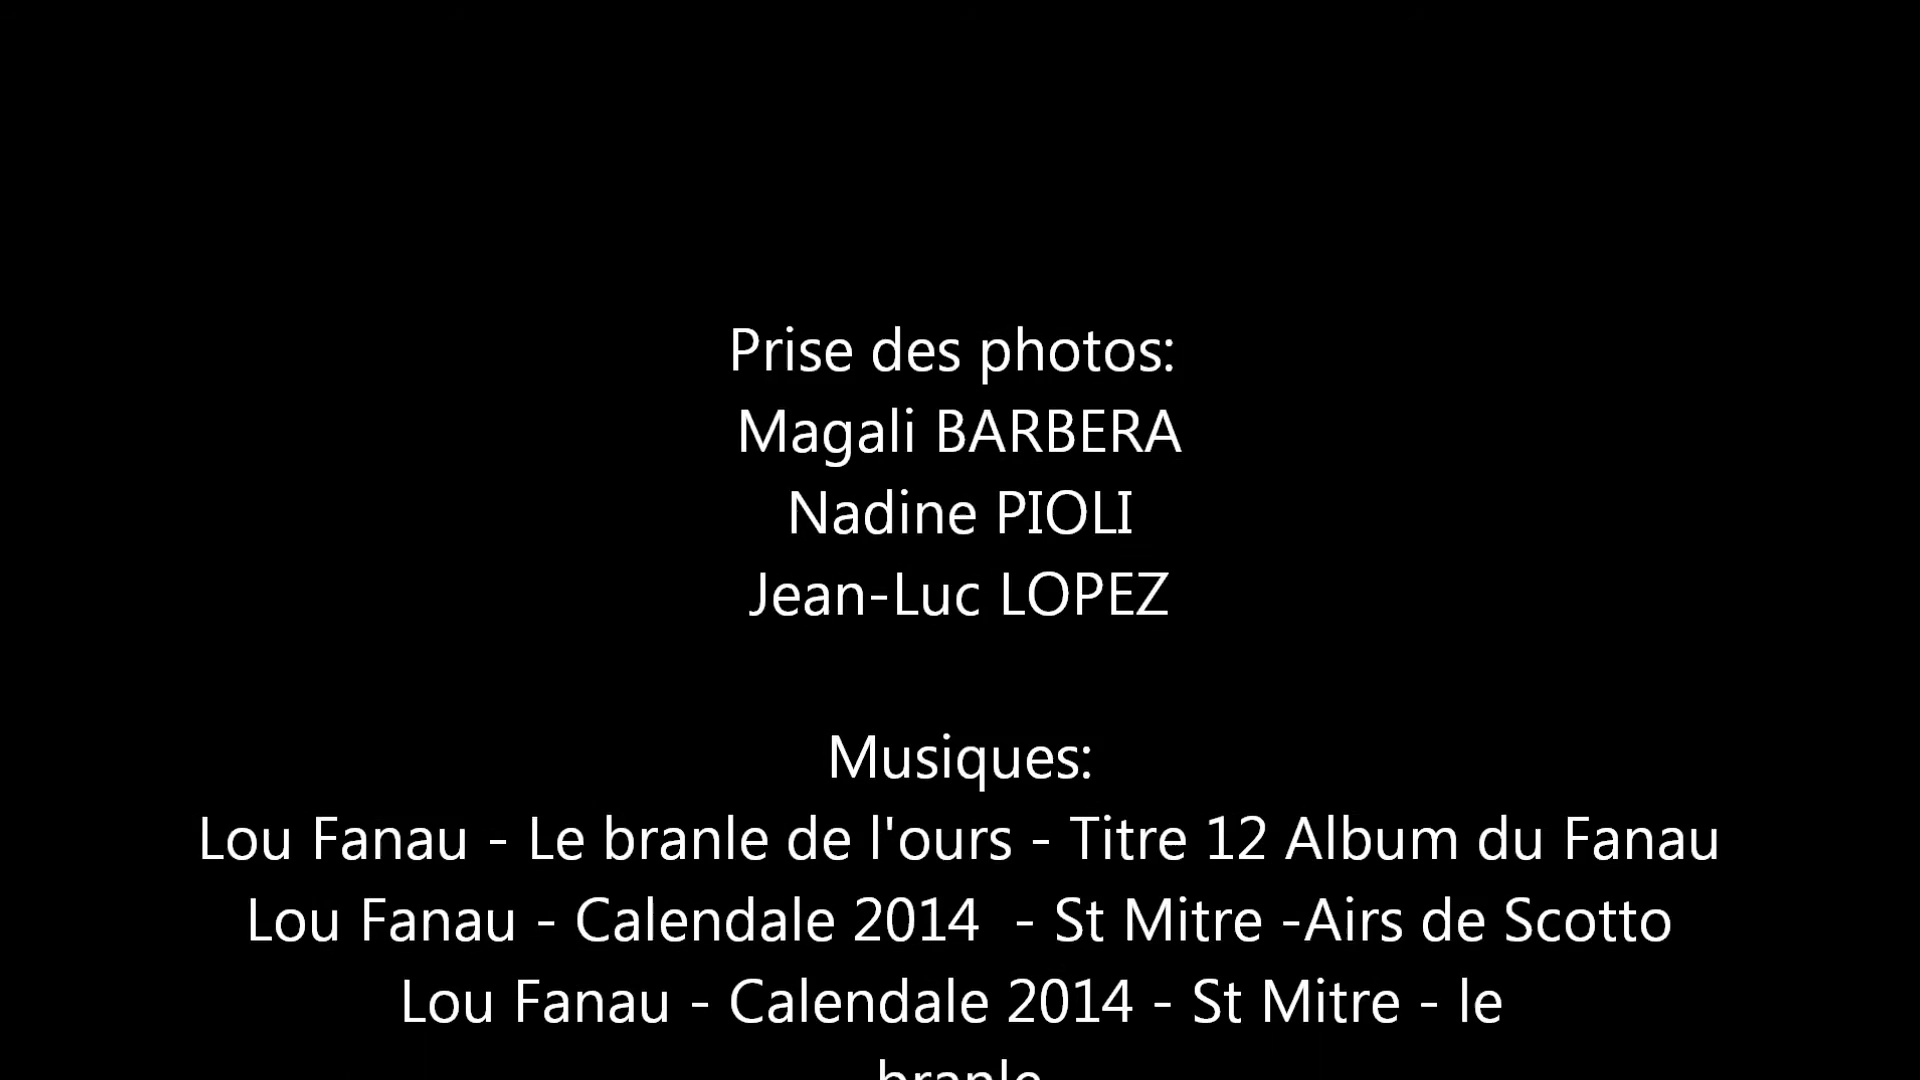 Prise des photos:
Magali BARBERA
Nadine PIOLI
Jean-Luc LOPEZ
Musiques:
Lou Fanau - Le branle de l'ours - Titre 12 Album du Fanau
Lou Fanau - Calendale 2014  - St Mitre -Airs de Scotto
Lou Fanau - Calendale 2014 - St Mitre - le
branle